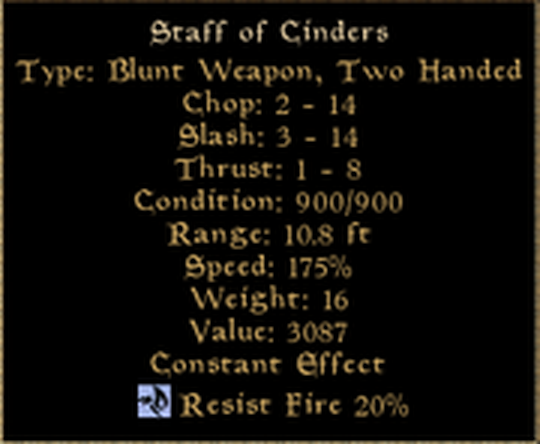 Staff of Cinders
Type: Blunt Weapon, Two Handed
Chop: 2 - 14
Slash: 3 - 14
Thrust: 1 - 8
Condition: 900/900
Range: 10.8 ft
Speed: 175%
Weight: 16
Value: 3087
Constant Effect
Resist Fire 20%